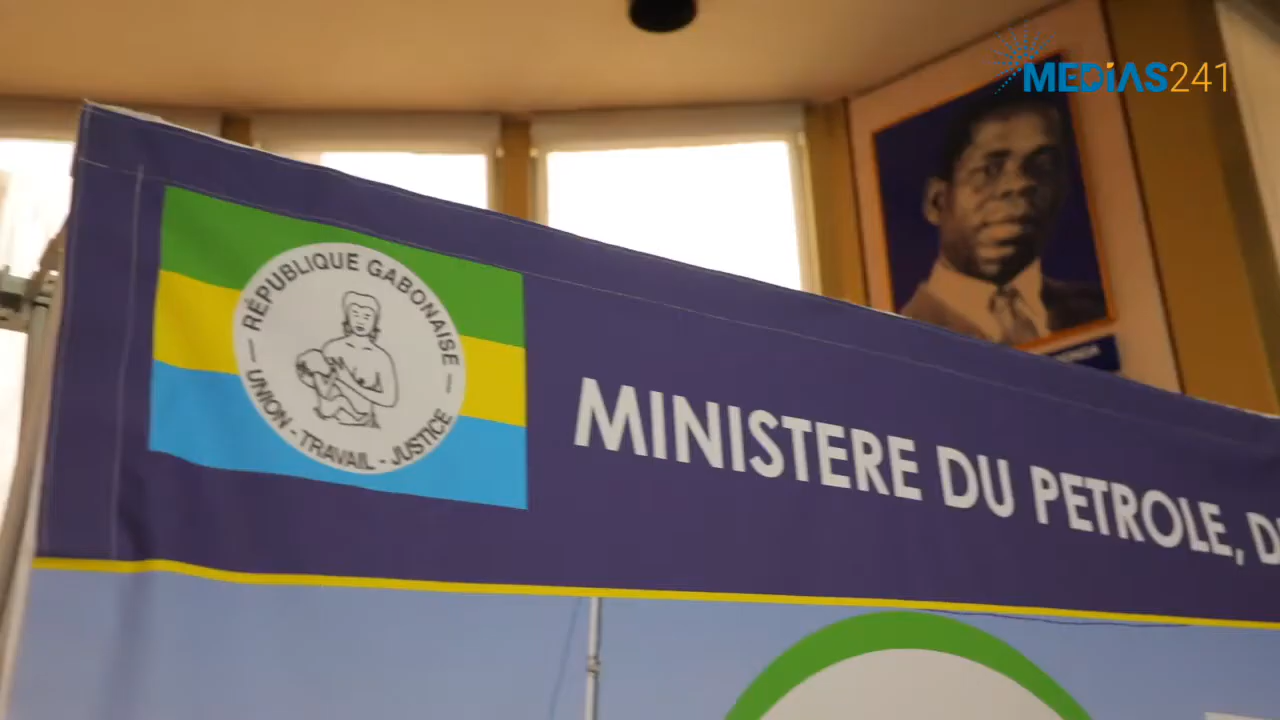 MEDIAS241
RÉPUBLIQUE GABONAISE
UNION - TRAVAIL - JUSTICE
MINISTERE DU PETROLE,